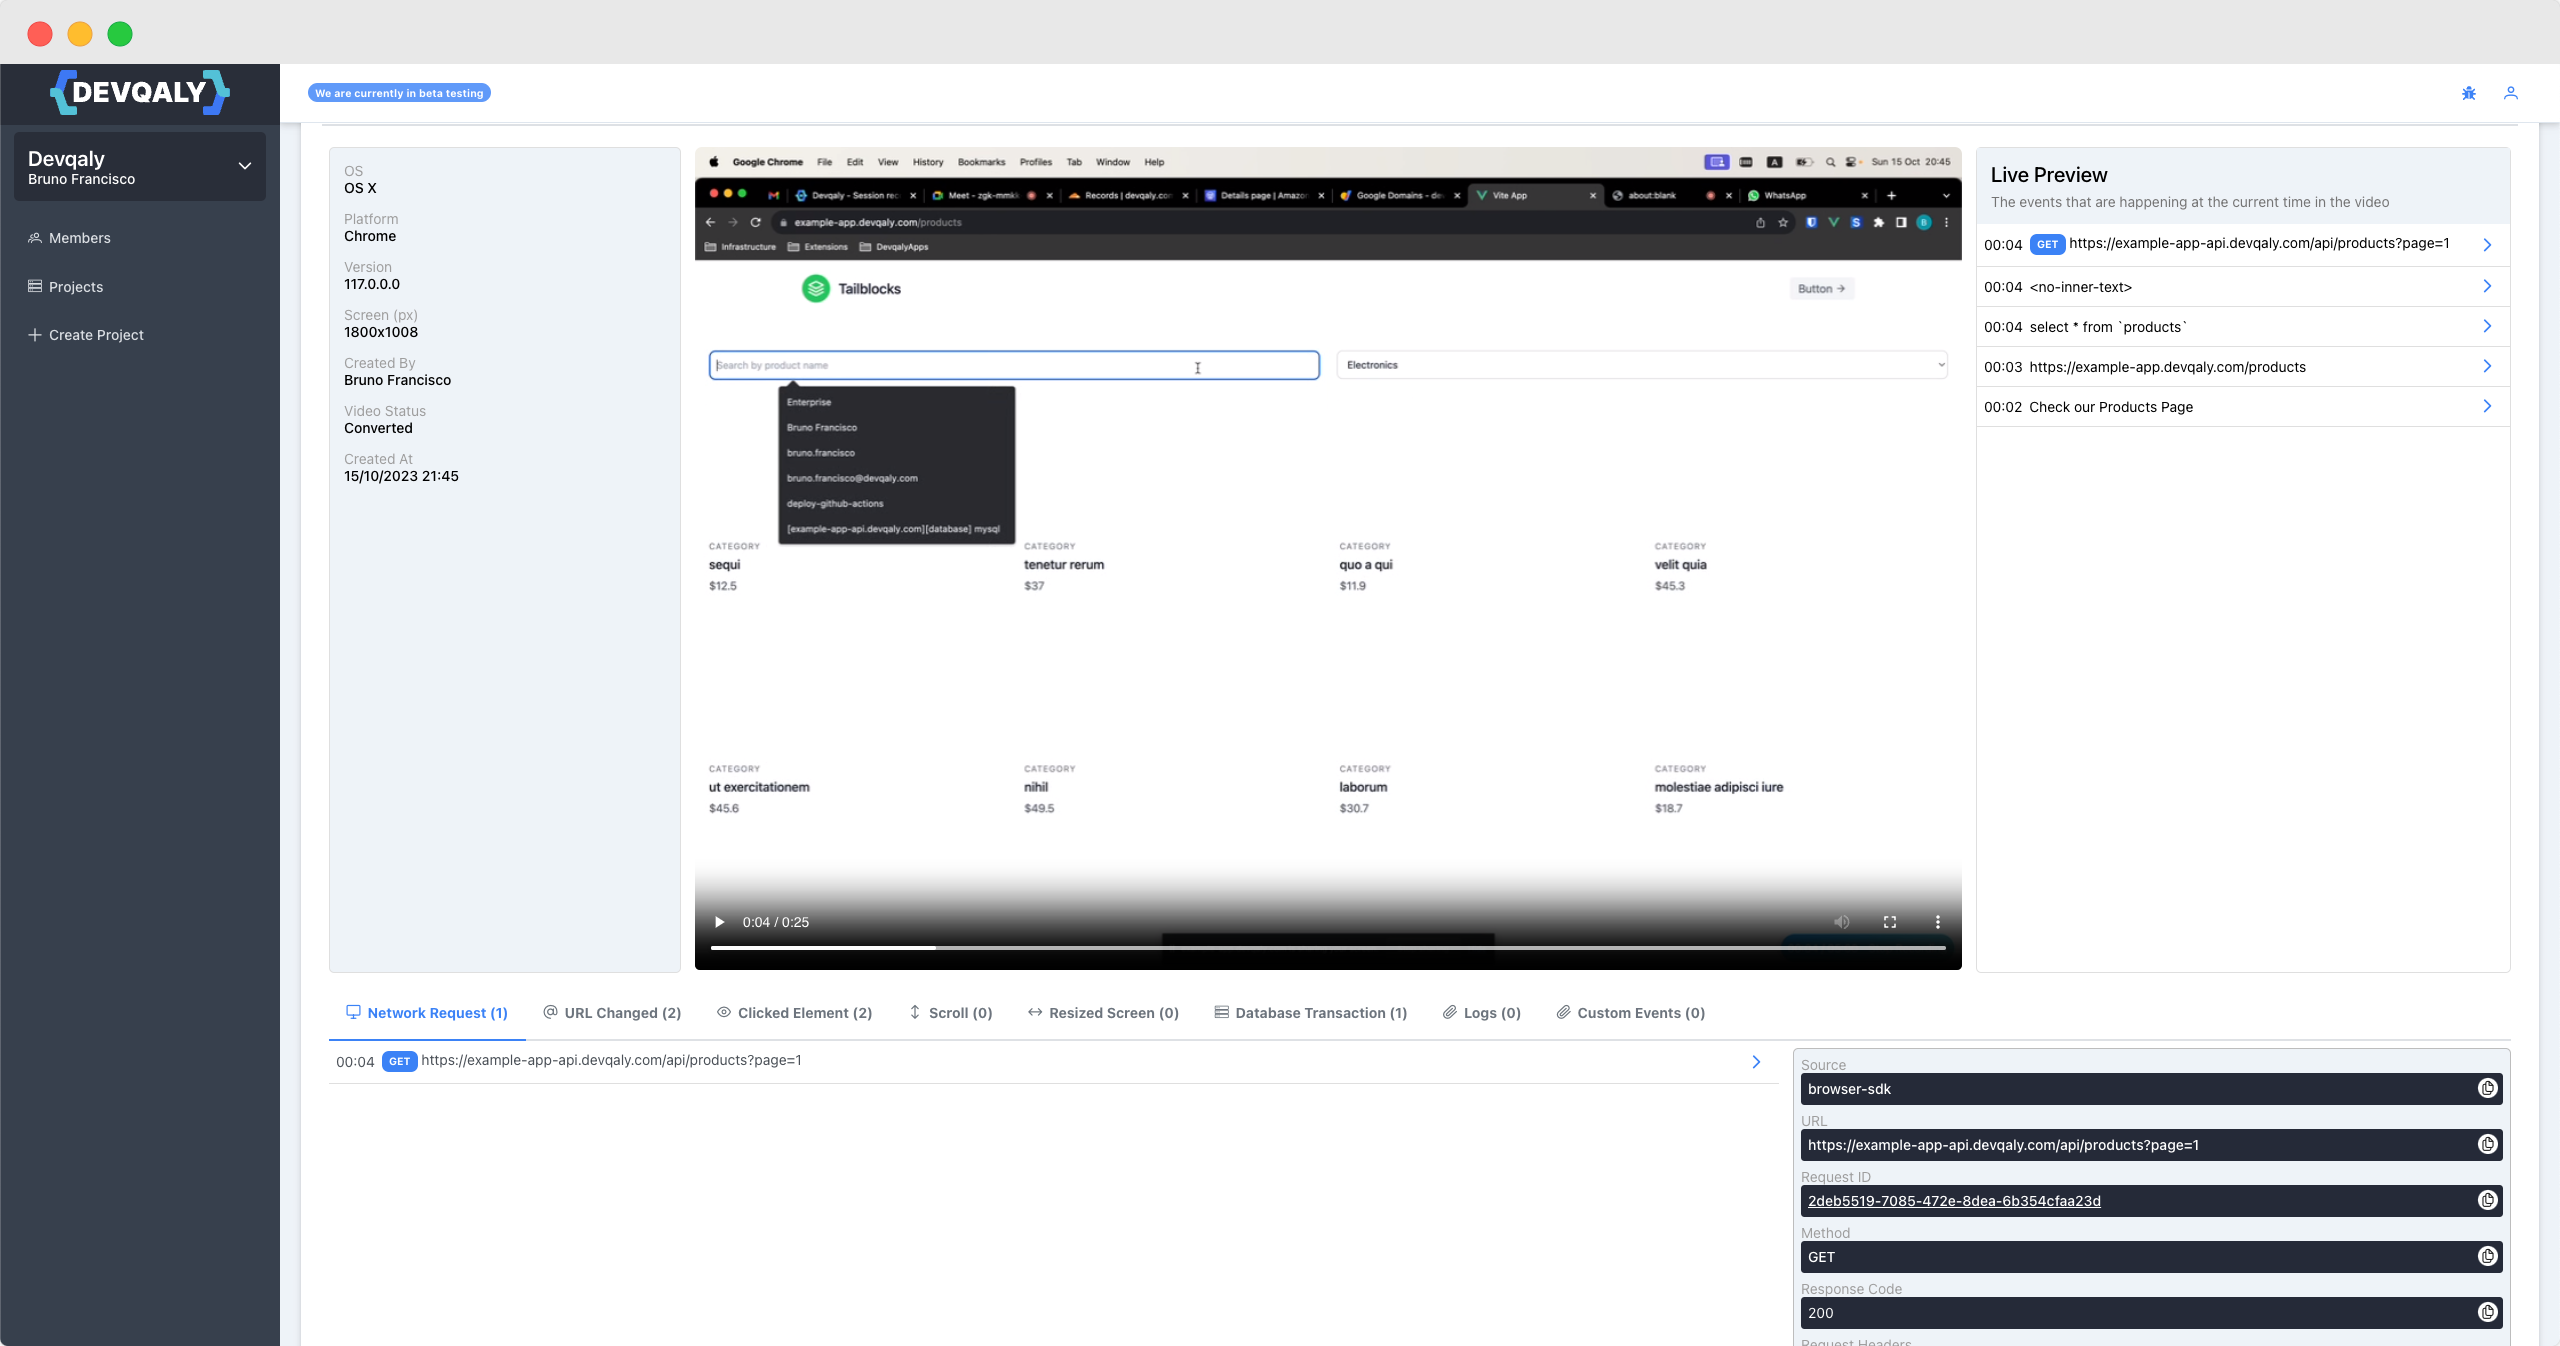 DEVQALY
We are currently in beta testing
Devqaly
Bruno Francisco
Members
Projects
Create Project
OS
OS X
Platform
Chrome
Version
117.0.0.0
Screen (px)
1800x1008
Created By
Bruno Francisco
Video Status
Converted
Created At
15/10/2023 21:45
Google Chrome File Edit View History Bookmarks Profiles Tab Window Help
A
Sun 15 Oct 20:45
Devqaly - Session rec
Meet - zgk-mmkk
Records | devqaly.com
Details page | Amazon
Google Domains - de
Vite App
about:blank
WhatsApp
example-app.devqaly.com/products
S
B
Infrastructure Extensions DevqalyApps
Tailblocks
Button →
Search by product name
Electronics
Enterprise
Bruno Francisco
bruno.francisco
bruno.francisco@devqaly.com
deploy-github-actions
[example-app-api.devqaly.com][database] mysql
CATEGORY CATEGORY CATEGORY CATEGORY
sequi tenetur rerum quo a qui velit quia
$12.5 $37 $11.9 $45.3
CATEGORY CATEGORY CATEGORY CATEGORY
ut exercitationem nihil laborum molestiae adipisci iure
$45.6 $49.5 $30.7 $18.7
0:04 / 0:25
Live Preview
The events that are happening at the current time in the video
00:04 GET https://example-app-api.devqaly.com/api/products?page=1
00:04 <no-inner-text>
00:04 select * from `products`
00:03 https://example-app.devqaly.com/products
00:02 Check our Products Page
Network Request (1) URL Changed (2) Clicked Element (2) Scroll (0) Resized Screen (0) Database Transaction (1) Logs (0) Custom Events (0)
00:04 GET https://example-app-api.devqaly.com/api/products?page=1
Source
browser-sdk
URL
https://example-app-api.devqaly.com/api/products?page=1
Request ID
2deb5519-7085-472e-8dea-6b354cfaa23d
Method
GET
Response Code
200
Request Headers